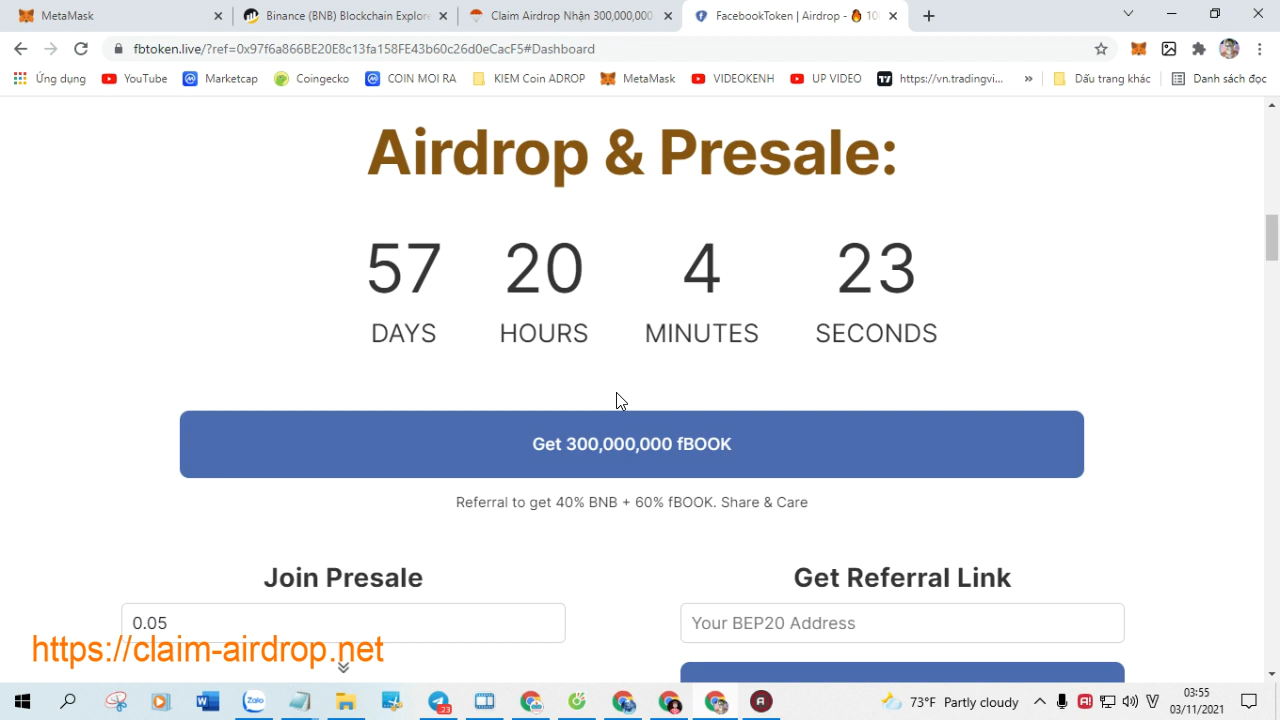 MetaMask
Binance (BNB) Blockchain Explore
Claim Airdrop Nhận 300,000,000
FacebookToken | Airdrop - 🔥 10
fbtoken.live/?ref=0x97f6a866BE20E8c13fa158FE43b60c26d0eCacF5#Dashboard
Ứng dụng
YouTube
Marketcap
Coingecko
COIN MOI RA
KIEM Coin ADROP
MetaMask
VIDEOKENH
UP VIDEO
https://vn.tradingvi...
»
Dấu trang khác
Danh sách đọc
Airdrop & Presale:
57 20 4 23
DAYS HOURS MINUTES SECONDS
Get 300,000,000 fBOOK
Referral to get 40% BNB + 60% fBOOK. Share & Care
Join Presale
Get Referral Link
0.05
Your BEP20 Address
https://claim-airdrop.net
Zalo
23
73°F Partly cloudy
03:55
03/11/2021